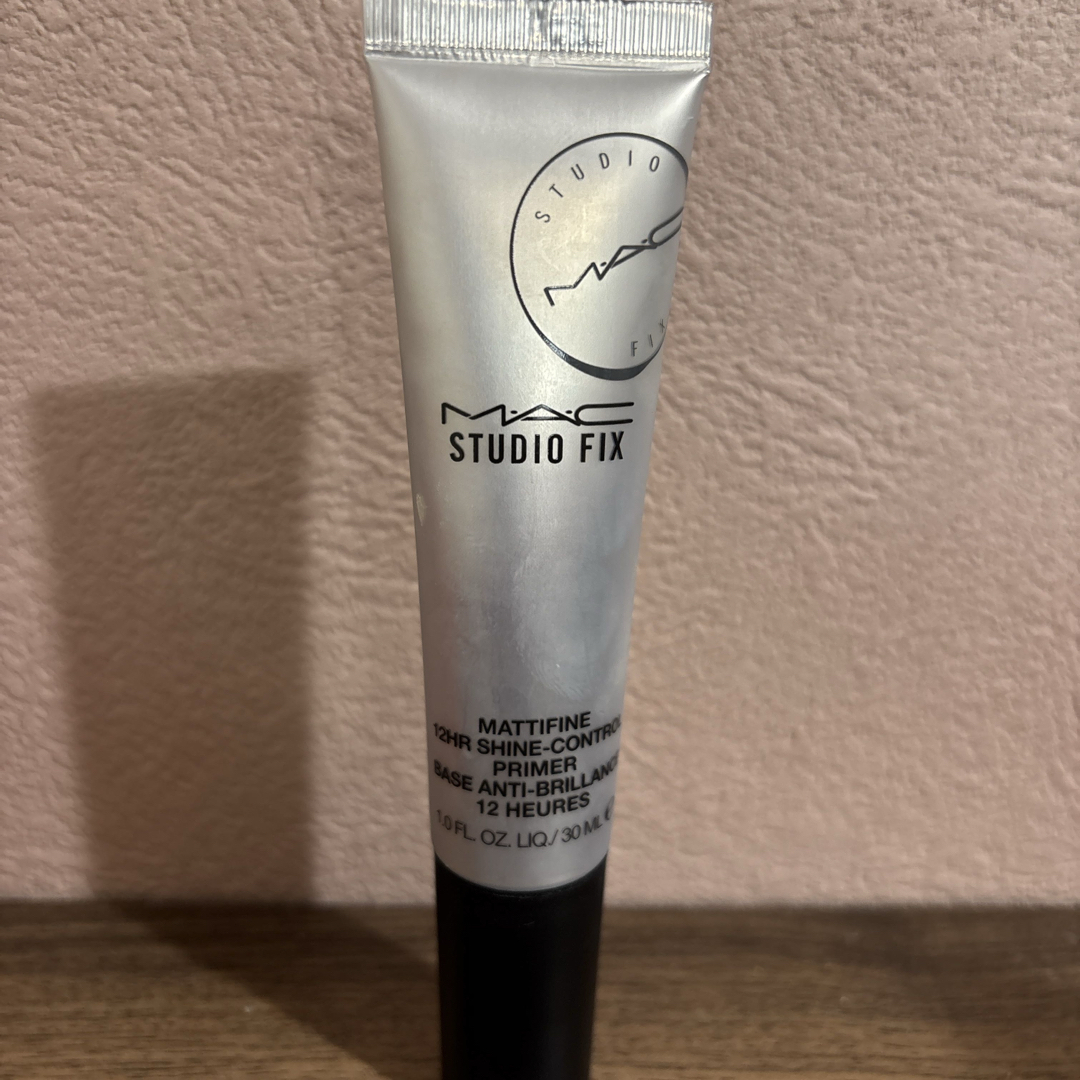 STUDIO
MAC
FIX
M·A·C
STUDIO FIX
MATTIFINE
12HR SHINE-CONTROL
PRIMER
BASE ANTI-BRILLANCE
12 HEURES
1.0 FL. OZ. LIQ./ 30 ML